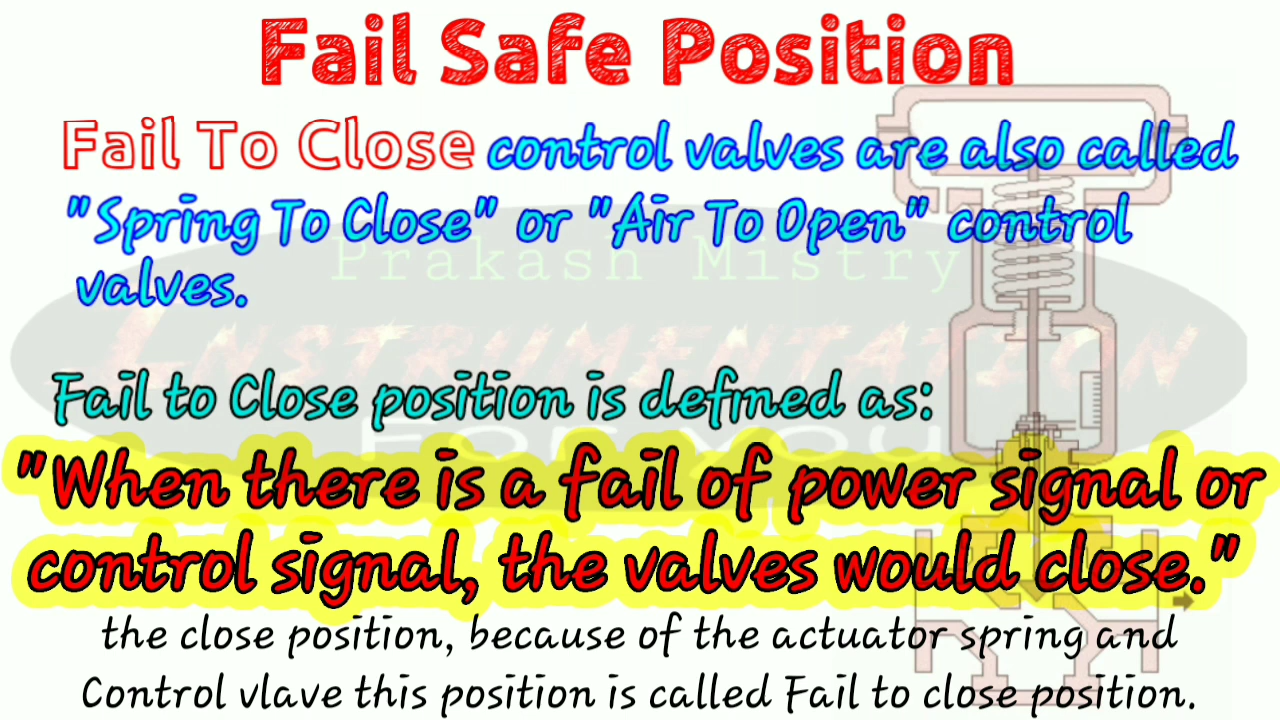 Fail Safe Position
Fail To Close control valves are also called
"Spring To Close" or "Air To Open" control
valves.
Prakash Mistry
INSTRUMENTATION
Fail to Close position is defined as:
FOR YOU
"When there is a fail of power signal or
control signal, the valves would close."
the close position, because of the actuator spring and
Control vlave this position is called Fail to close position.